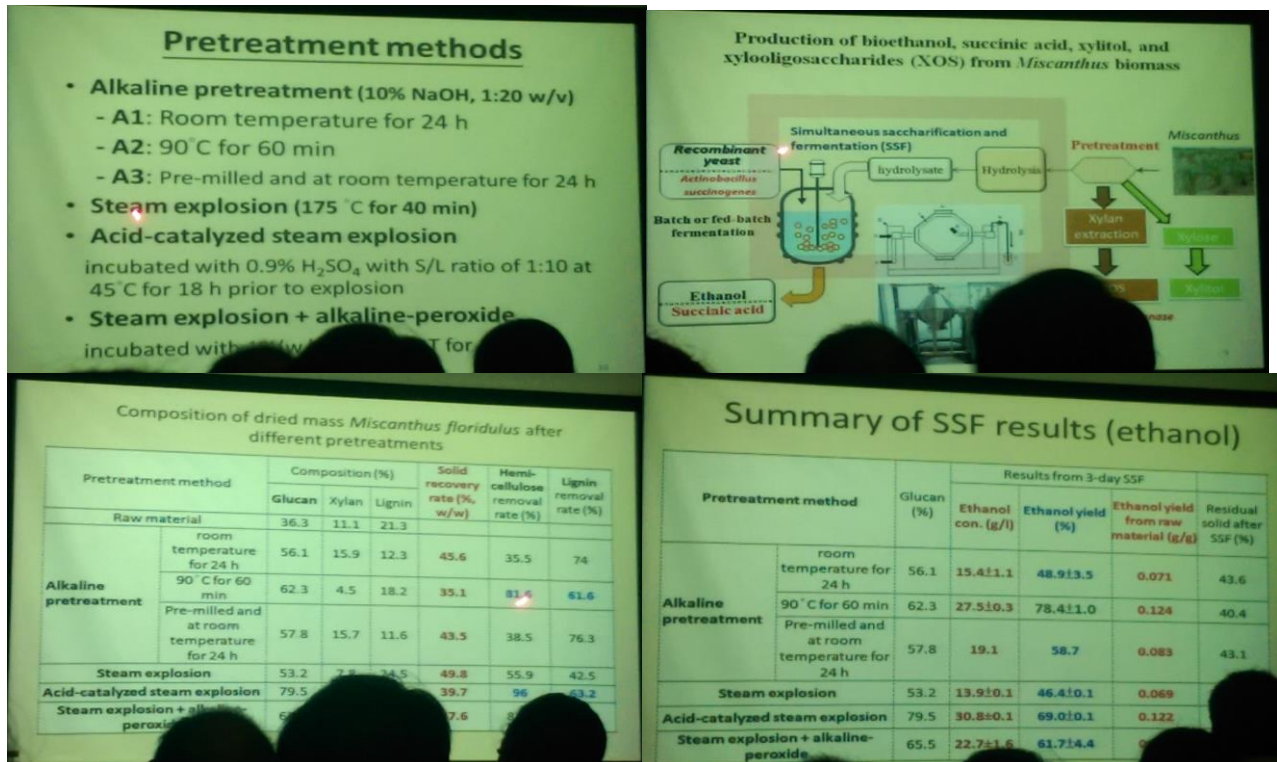 Pretreatment methods
• Alkaline pretreatment (10% NaOH, 1:20 w/v)
- A1: Room temperature for 24 h
- A2: 90°C for 60 min
- A3: Pre-milled and at room temperature for 24 h
• Steam explosion (175 °C for 40 min)
• Acid-catalyzed steam explosion
incubated with 0.9% H₂SO₄ with S/L ratio of 1:10 at
45°C for 18 h prior to explosion
• Steam explosion + alkaline-peroxide
incubated with
Production of bioethanol, succinic acid, xylitol, and
xylooligosaccharides (XOS) from Miscanthus biomass
Simultaneous saccharification and
fermentation (SSF)
Recombinant
yeast
Actinobacillus
succinogenes
hydrolysate
Hydrolysis
Pretreatment
Miscanthus
Batch or fed-batch
fermentation
Xylan
extraction
Xylose
Xylitol
Ethanol
Succinic acid
Composition of dried mass Miscanthus floridulus after
different pretreatments
Pretreatment method
Composition (%)
Glucan Xylan Lignin
Solid
recovery
rate (%,
w/w)
Hemi-
cellulose
removal
rate (%)
Lignin
removal
rate (%)
Raw material 36.3 11.1 21.3
Alkaline
pretreatment
room
temperature
for 24 h
56.1 15.9 12.3 45.6 35.5 74
90°C for 60
min
62.3 4.5 18.2 35.1 81.6 61.6
Pre-milled and
at room
temperature
for 24 h
57.8 15.7 11.6 43.5 38.5 76.3
Steam explosion 53.2 49.8 55.9 42.5
Acid-catalyzed steam explosion 79.5 39.7 96
Steam explosion +
Summary of SSF results (ethanol)
Pretreatment method
Glucan
(%)
Results from 3-day SSF
Ethanol
con. (g/l)
Ethanol yield
(%)
Ethanol yield
from raw
material (g/g)
Residual
solid after
SSF (%)
Alkaline
pretreatment
room
temperature for
24 h
56.1 15.4±1.1 48.9±3.5 0.071 43.6
90°C for 60 min 62.3 27.5±0.3 78.4±1.0 0.124 40.4
Pre-milled and
at room
temperature for
24 h
57.8 19.1 58.7 0.083 43.1
Steam explosion 53.2 13.9±0.1 46.4±0.1 0.069
Acid-catalyzed steam explosion 79.5 30.8±0.1 69.0±0.1 0.122
Steam explosion + alkaline-
peroxide
65.5 22.7±1.6 61.7±4.4